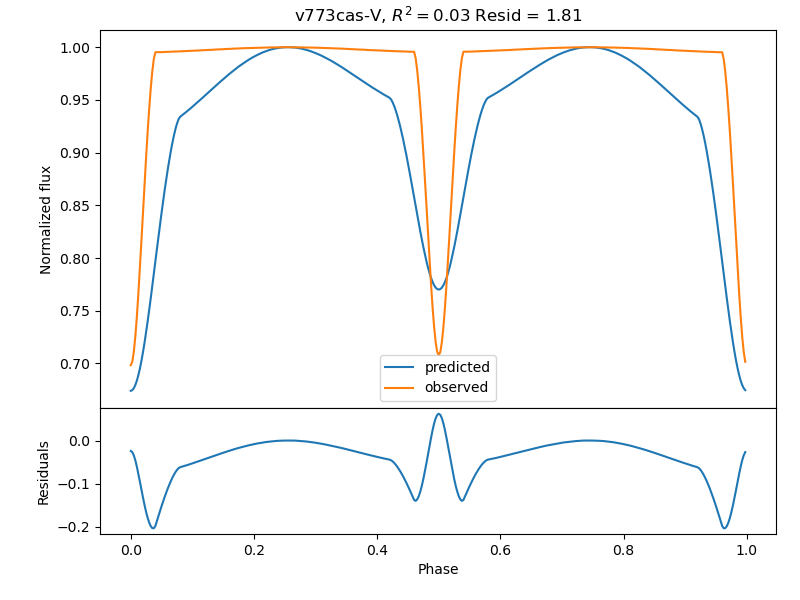 v773cas-V, R² = 0.03 Resid = 1.81
1.00
0.95
0.90
0.85
0.80
0.75
0.70
Normalized flux
predicted
observed
0.0
−0.1
−0.2
Residuals
0.0 0.2 0.4 0.6 0.8 1.0
Phase